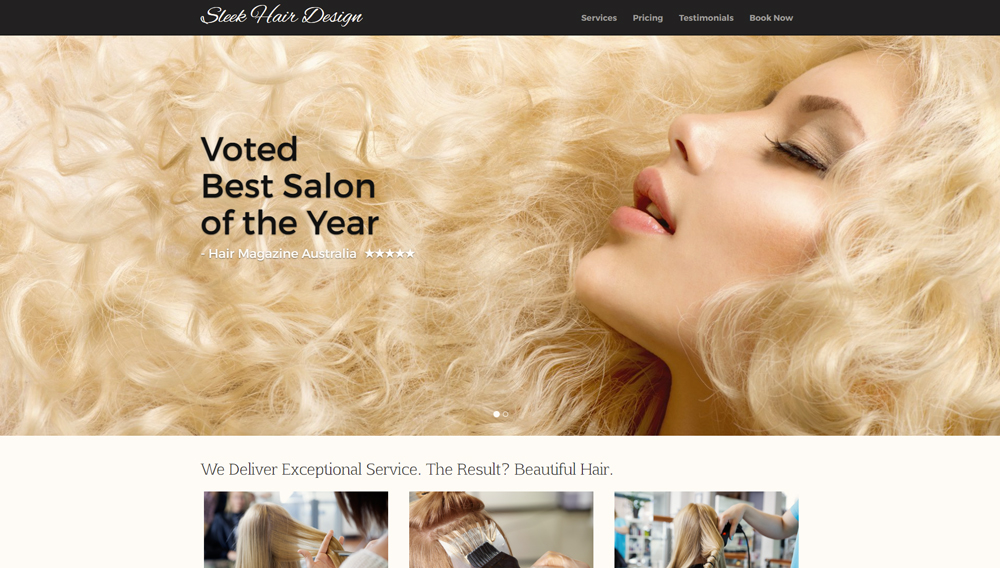 Sleek Hair Design
Services Pricing Testimonials Book Now
Voted
Best Salon
of the Year
- Hair Magazine Australia ★★★★★
We Deliver Exceptional Service. The Result? Beautiful Hair.